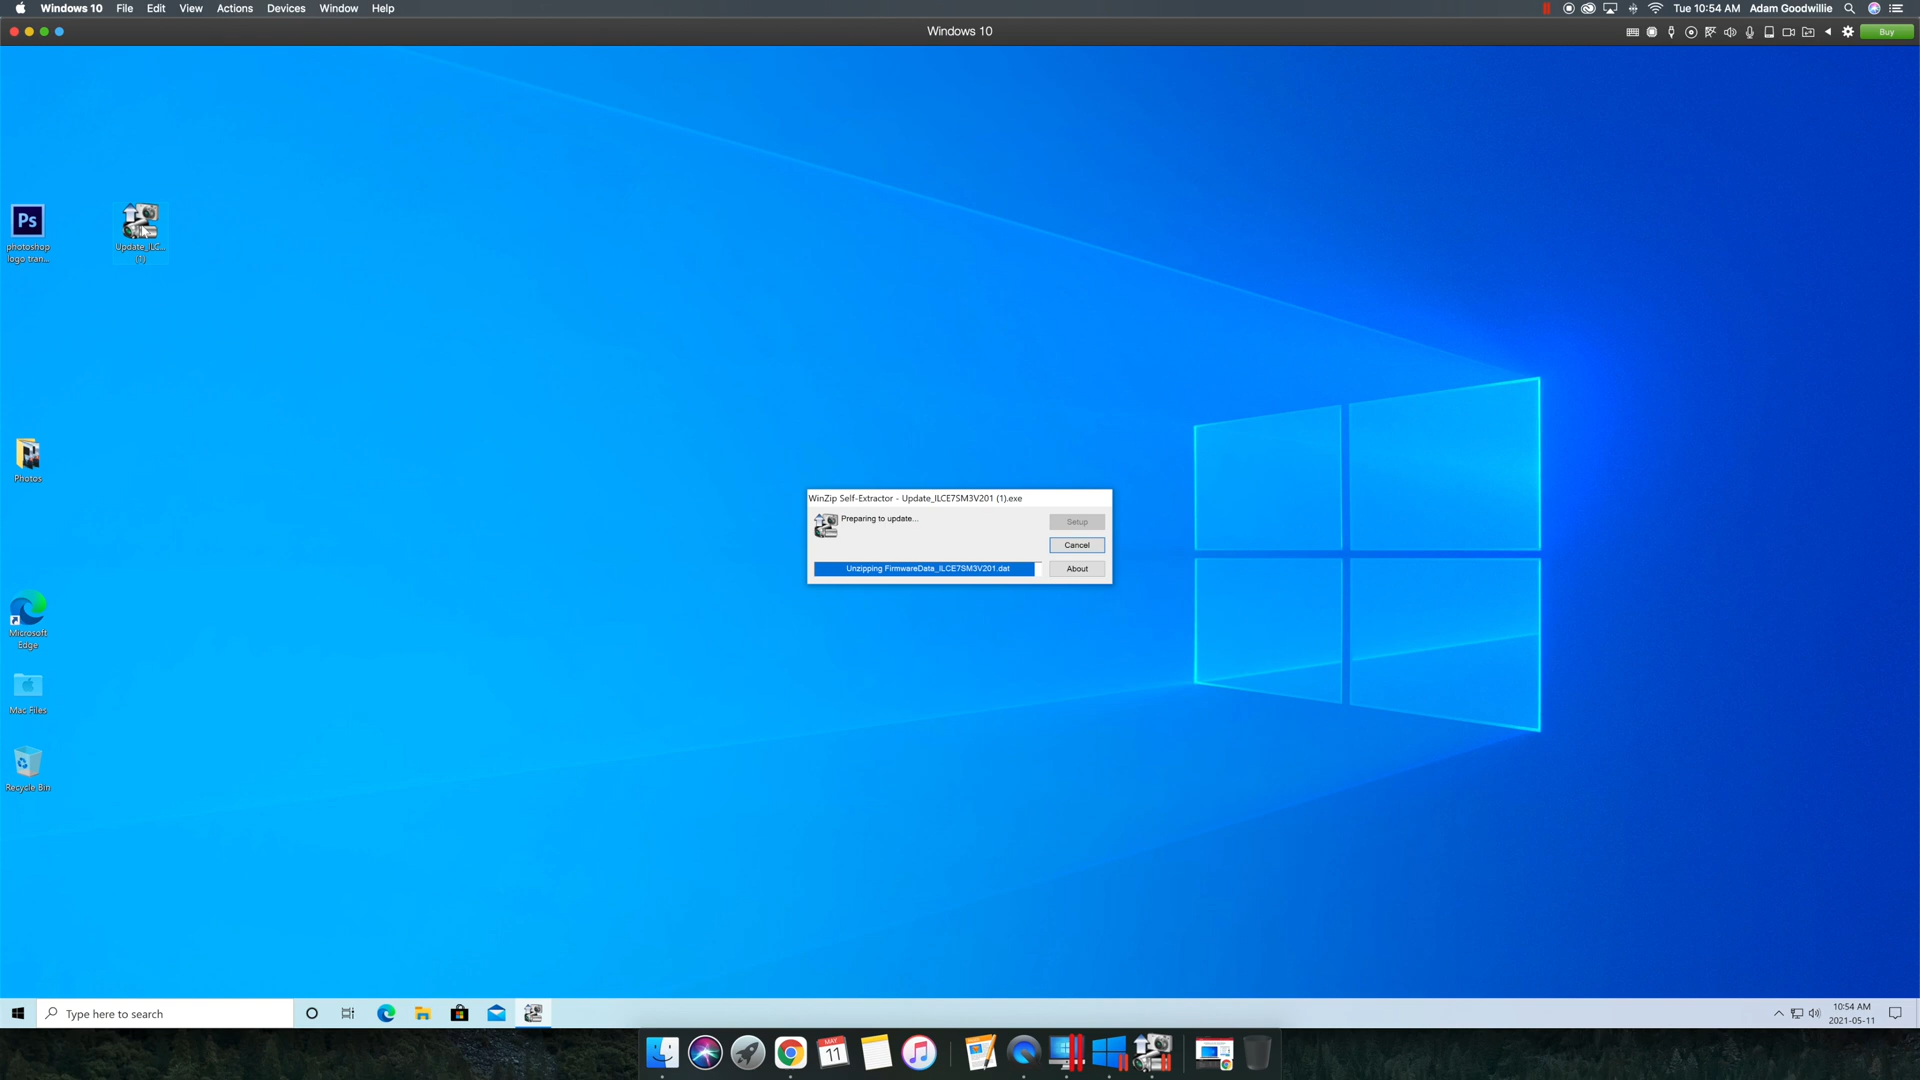 Windows 10 File Edit View Actions Devices Window Help
Tue 10:54 AM Adam Goodwillie
Windows 10
Buy
Ps
photoshop
logo tran...
Update_ILC...
(1)
Photos
WinZip Self-Extractor - Update_ILCE7SM3V201 (1).exe
Preparing to update...
Setup
Cancel
Unzipping FirmwareData_ILCE7SM3V201.dat
About
Microsoft
Edge
Mac Files
Recycle Bin
Type here to search
10:54 AM
2021-05-11
MAY
11